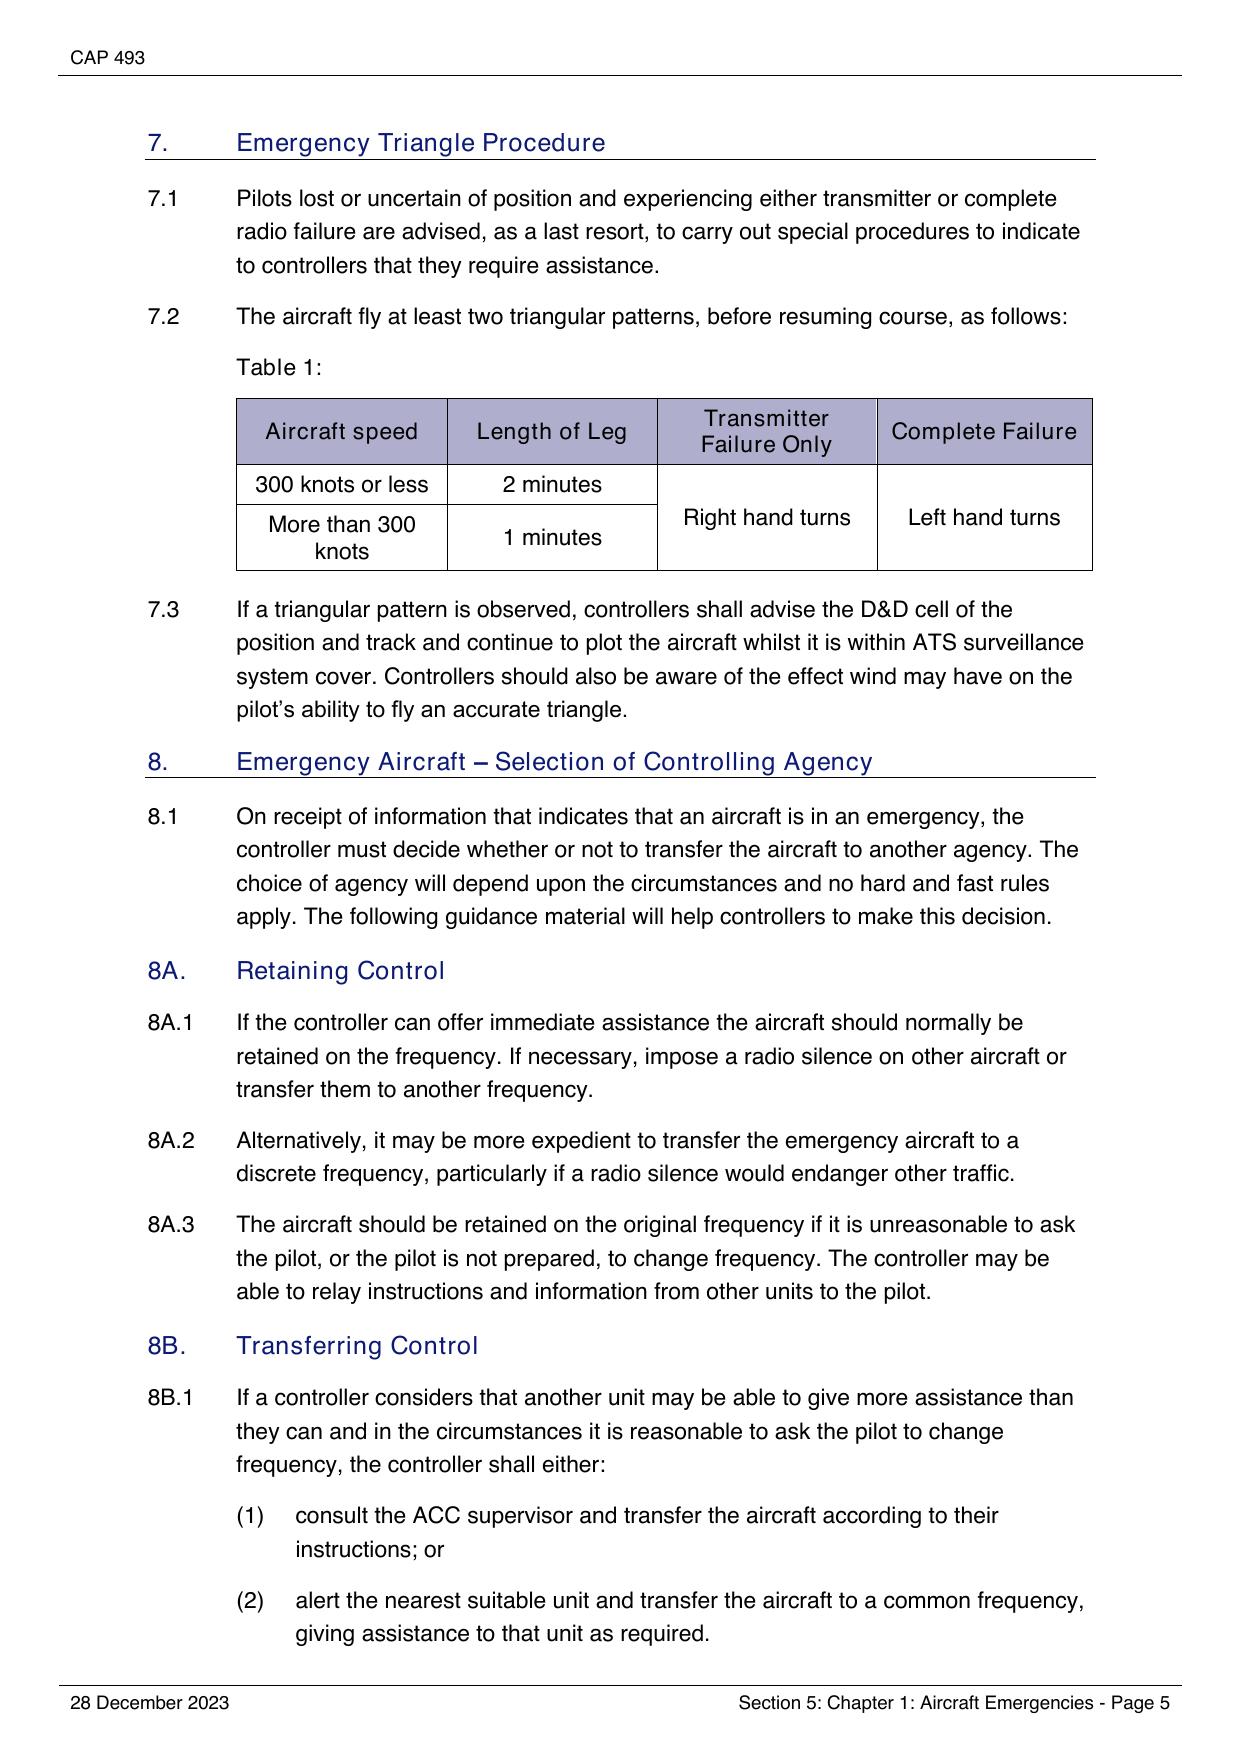 CAP 493
7. Emergency Triangle Procedure
7.1 Pilots lost or uncertain of position and experiencing either transmitter or complete
radio failure are advised, as a last resort, to carry out special procedures to indicate
to controllers that they require assistance.
7.2 The aircraft fly at least two triangular patterns, before resuming course, as follows:
Table 1:
Aircraft speed Length of Leg Transmitter Failure Only Complete Failure
300 knots or less 2 minutes Right hand turns Left hand turns
More than 300 knots 1 minutes
7.3 If a triangular pattern is observed, controllers shall advise the D&D cell of the
position and track and continue to plot the aircraft whilst it is within ATS surveillance
system cover. Controllers should also be aware of the effect wind may have on the
pilot’s ability to fly an accurate triangle.
8. Emergency Aircraft – Selection of Controlling Agency
8.1 On receipt of information that indicates that an aircraft is in an emergency, the
controller must decide whether or not to transfer the aircraft to another agency. The
choice of agency will depend upon the circumstances and no hard and fast rules
apply. The following guidance material will help controllers to make this decision.
8A. Retaining Control
8A.1 If the controller can offer immediate assistance the aircraft should normally be
retained on the frequency. If necessary, impose a radio silence on other aircraft or
transfer them to another frequency.
8A.2 Alternatively, it may be more expedient to transfer the emergency aircraft to a
discrete frequency, particularly if a radio silence would endanger other traffic.
8A.3 The aircraft should be retained on the original frequency if it is unreasonable to ask
the pilot, or the pilot is not prepared, to change frequency. The controller may be
able to relay instructions and information from other units to the pilot.
8B. Transferring Control
8B.1 If a controller considers that another unit may be able to give more assistance than
they can and in the circumstances it is reasonable to ask the pilot to change
frequency, the controller shall either:
(1) consult the ACC supervisor and transfer the aircraft according to their
instructions; or
(2) alert the nearest suitable unit and transfer the aircraft to a common frequency,
giving assistance to that unit as required.
28 December 2023 Section 5: Chapter 1: Aircraft Emergencies - Page 5